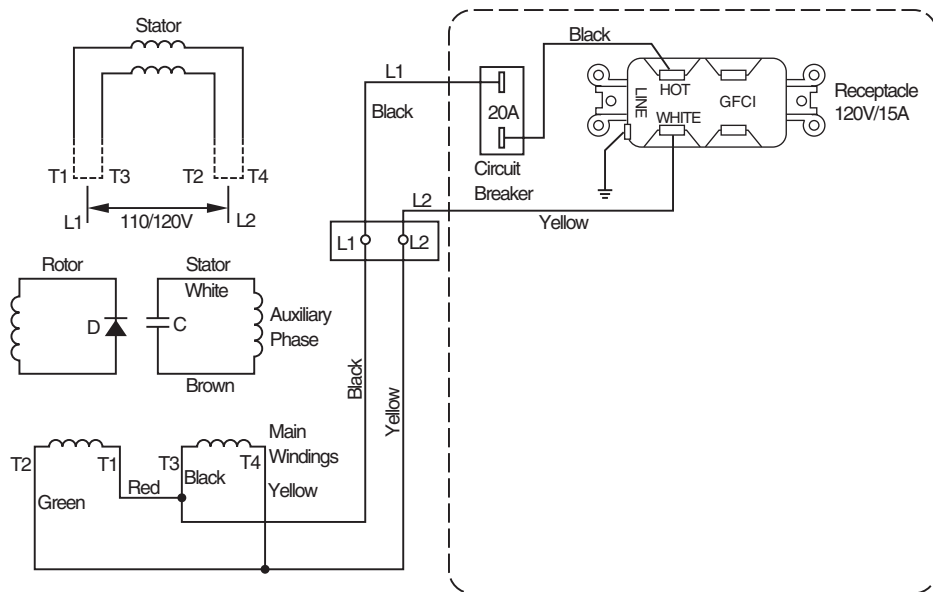 Stator
T1
T3
T2
T4
L1
110/120V
L2
Rotor
D
Stator
White
C
Auxiliary
Phase
Brown
Main
Windings
T2
T1
T3
T4
Red
Black
Green
Yellow
L1
Black
20A
Circuit
Breaker
L2
Yellow
L1
L2
Black
Yellow
Black
HOT
LINE
WHITE
GFCI
Receptacle
120V/15A